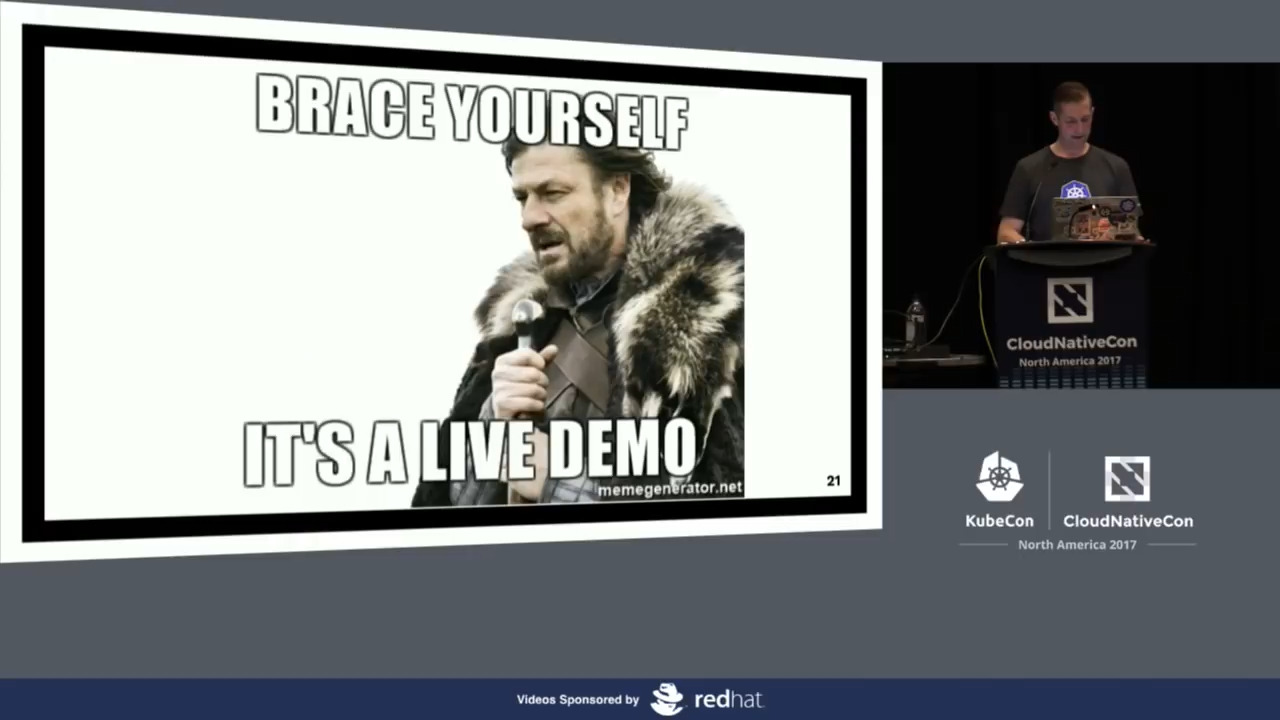 BRACE YOURSELF
IT'S A LIVE DEMO
memegenerator.net
21
CloudNativeCon
North America 2017
KubeCon
CloudNativeCon
North America 2017
Videos Sponsored by
redhat